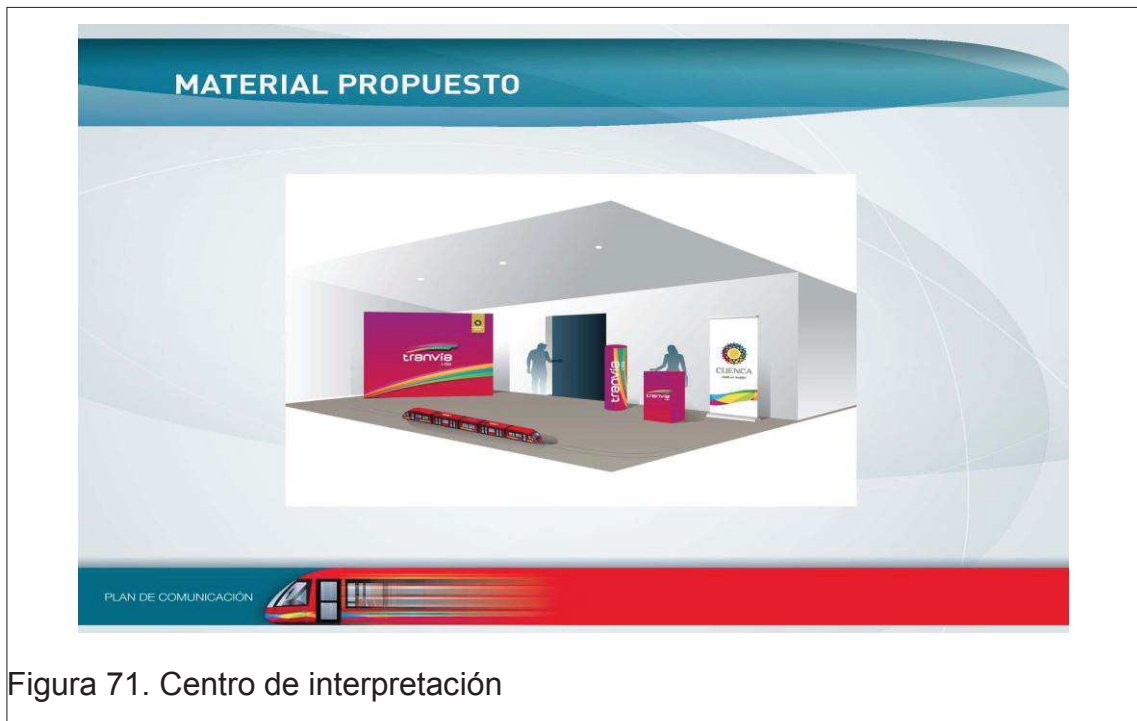 MATERIAL PROPUESTO
tranvía
tranvía
tranvía
CUENCA
PLAN DE COMUNICACIÓN
Figura 71. Centro de interpretación